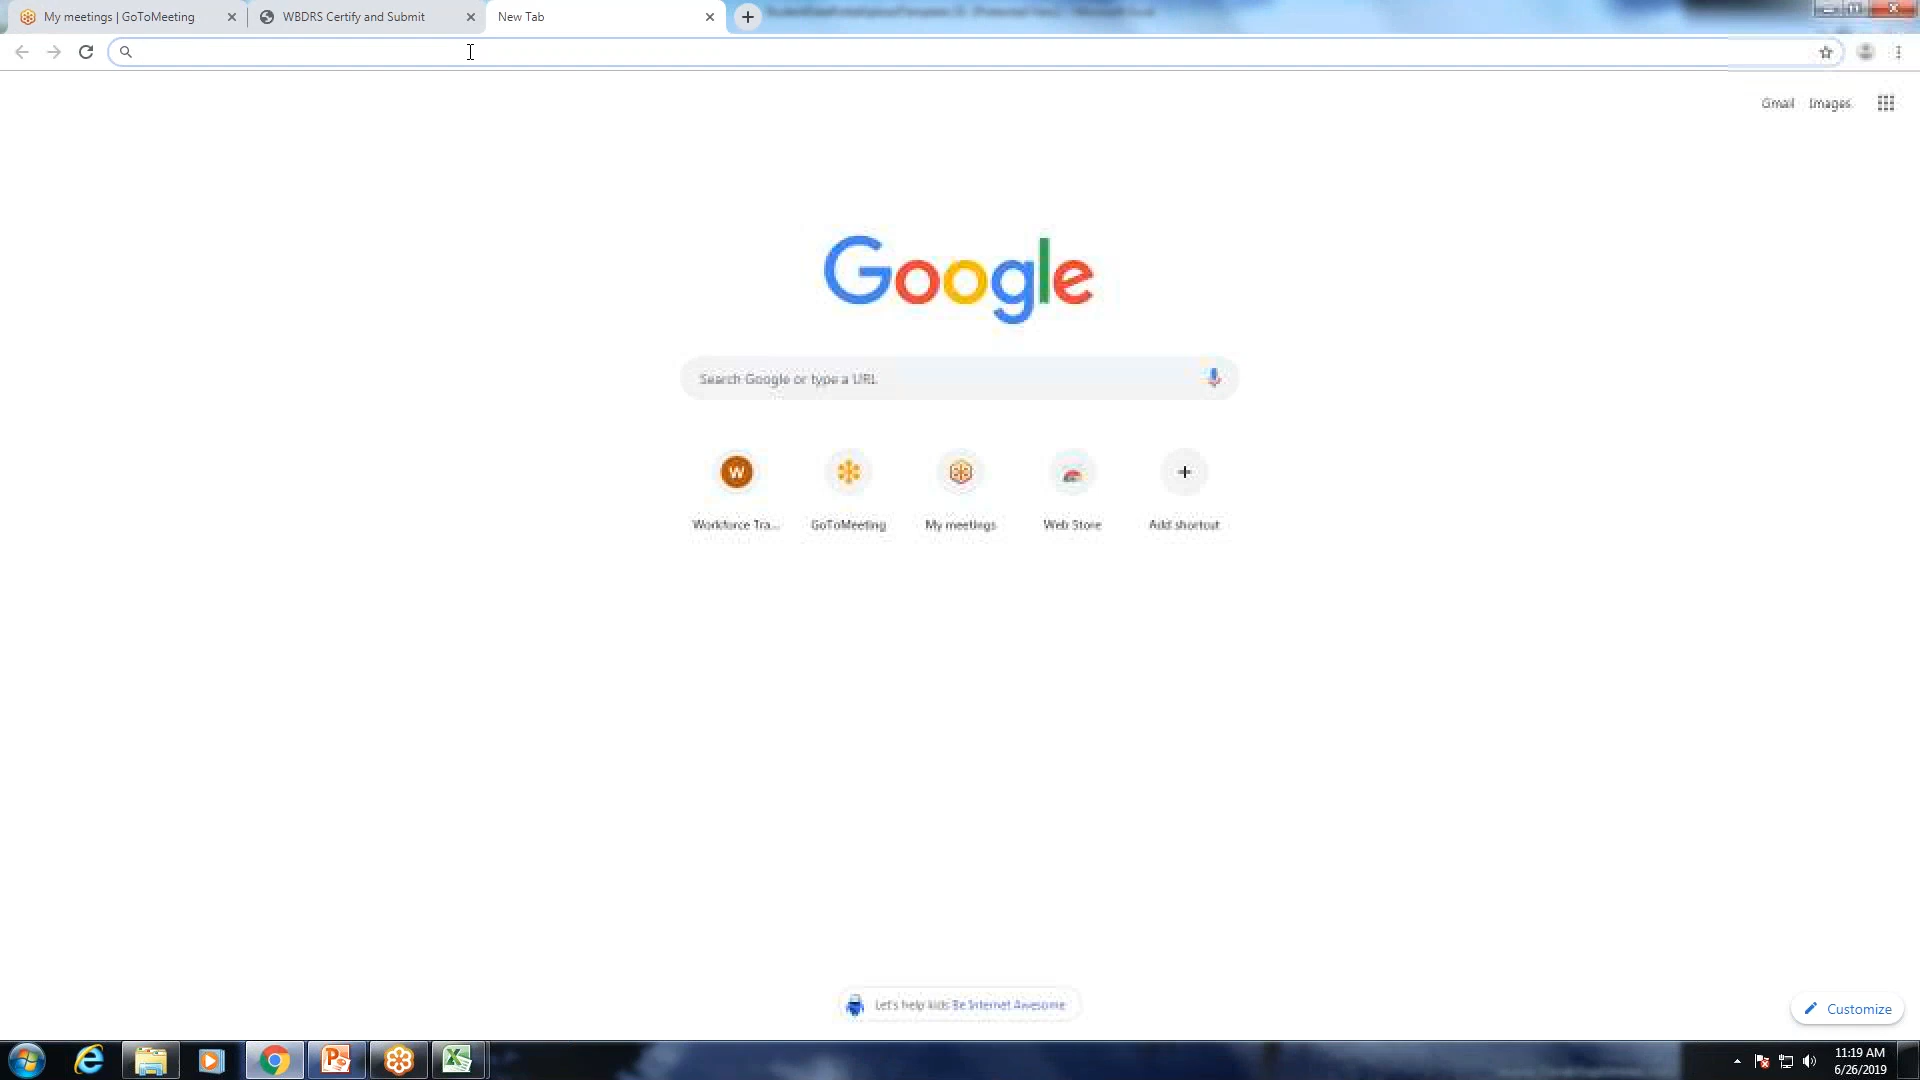 My meetings | GoToMeeting
WBDRS Certify and Submit
New Tab
Gmail Images
Google
Search Google or type a URL
W
Workforce Tra...
GoToMeeting
My meetings
Web Store
Add shortcut
Let's help kids Be Internet Awesome
Customize
11:19 AM
6/26/2019